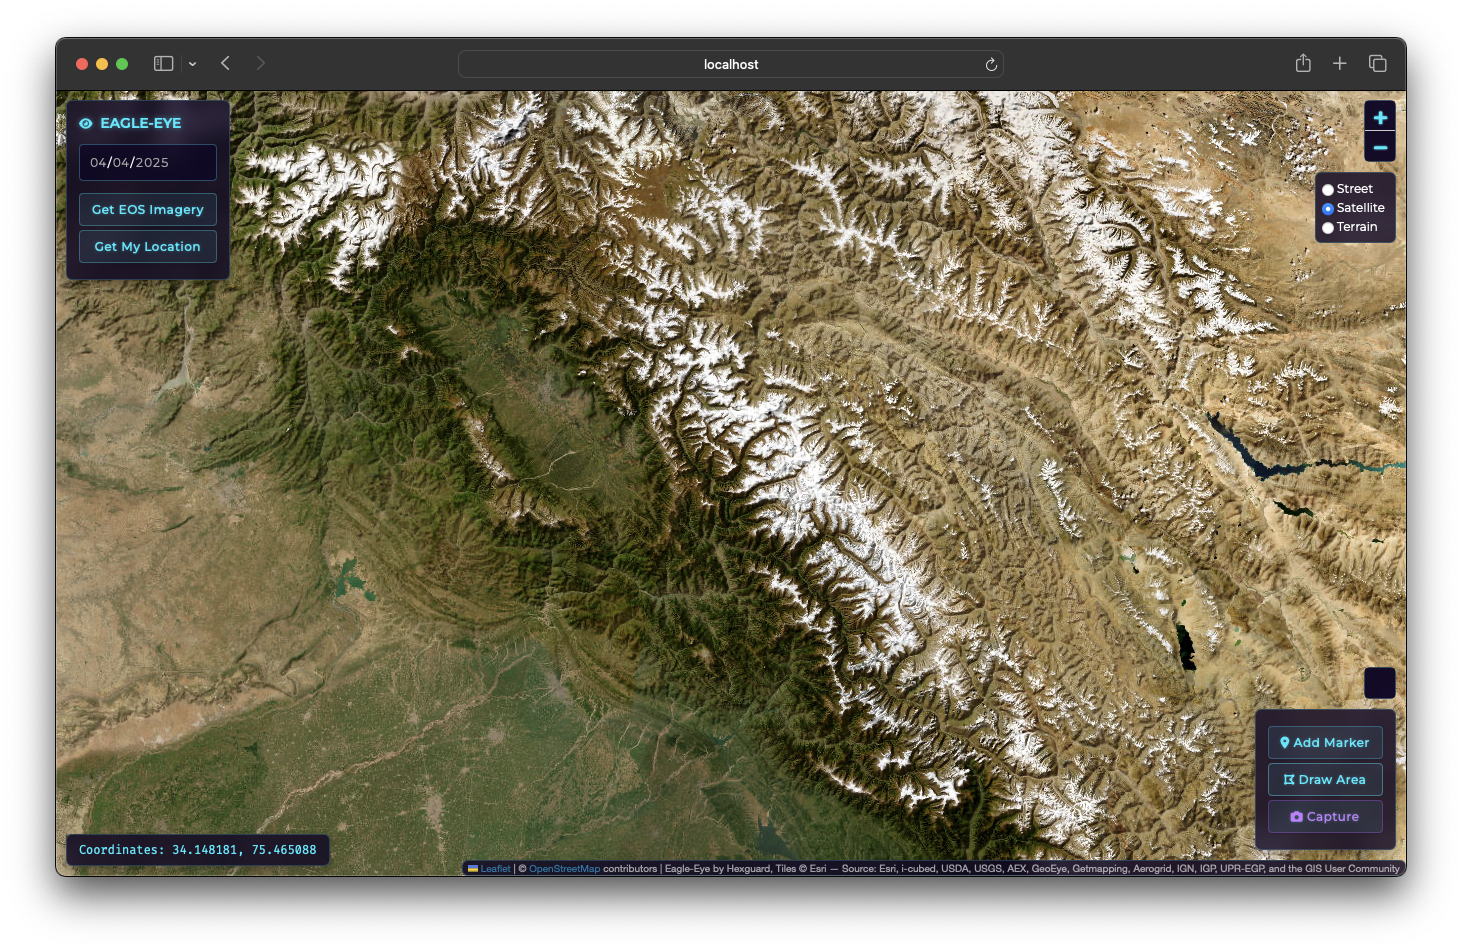 localhost
EAGLE-EYE
04/04/2025
Get EOS Imagery
Get My Location
Street
Satellite
Terrain
Add Marker
Draw Area
Capture
Coordinates: 34.148181, 75.465088
Leaflet | © OpenStreetMap contributors | Eagle-Eye by Hexguard, Tiles © Esri — Source: Esri, i-cubed, USDA, USGS, AEX, GeoEye, Getmapping, Aerogrid, IGN, IGP, UPR-EGP, and the GIS User Community